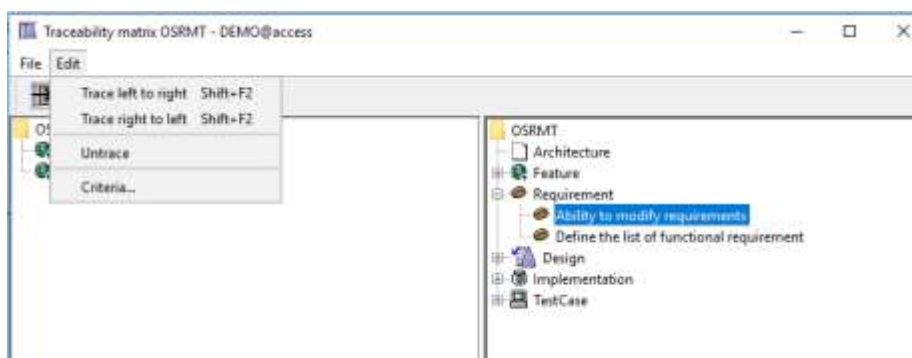 Traceability matrix OSRMT - DEMO@access
File Edit
Trace left to right Shift+F2
Trace right to left Shift+F2
Untrace
Criteria...
OSRMT
Architecture
Feature
Requirement
Ability to modify requirements
Define the list of functional requirement
Design
Implementation
TestCase